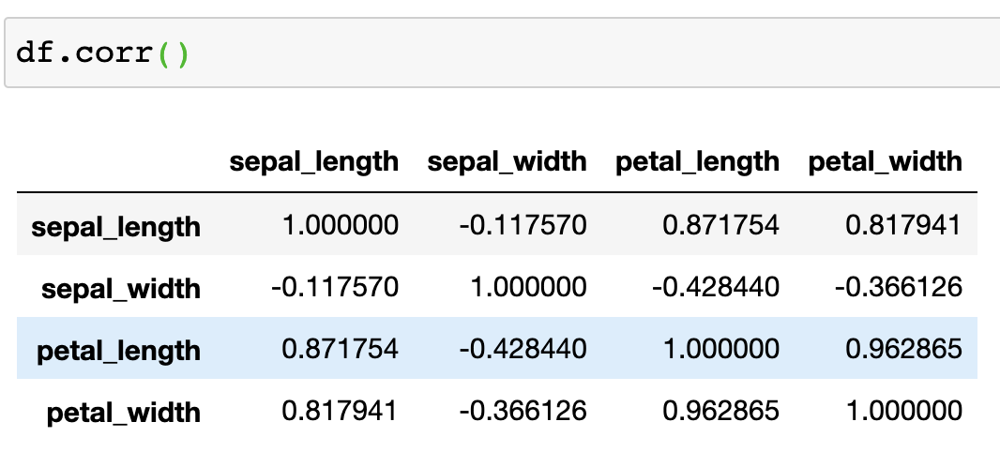 df.corr()
sepal_length sepal_width petal_length petal_width
sepal_length 1.000000 -0.117570 0.871754 0.817941
sepal_width -0.117570 1.000000 -0.428440 -0.366126
petal_length 0.871754 -0.428440 1.000000 0.962865
petal_width 0.817941 -0.366126 0.962865 1.000000